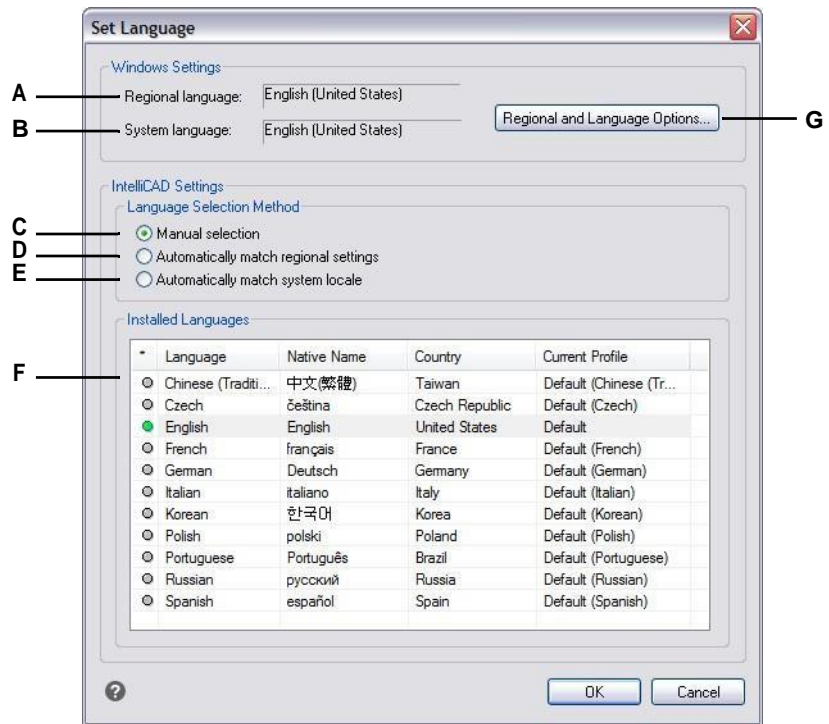 Set Language
Windows Settings
A Regional language: English (United States)
B System language: English (United States)
Regional and Language Options... G
IntelliCAD Settings
Language Selection Method
C Manual selection
D Automatically match regional settings
E Automatically match system locale
Installed Languages
F
* Language Native Name Country Current Profile
Chinese (Traditi... 中文(繁體) Taiwan Default (Chinese (Tr...
Czech čeština Czech Republic Default (Czech)
English English United States Default
French français France Default (French)
German Deutsch Germany Default (German)
Italian italiano Italy Default (Italian)
Korean 한국어 Korea Default (Korean)
Polish polski Poland Default (Polish)
Portuguese Português Brazil Default (Portuguese)
Russian русский Russia Default (Russian)
Spanish español Spain Default (Spanish)
? OK Cancel